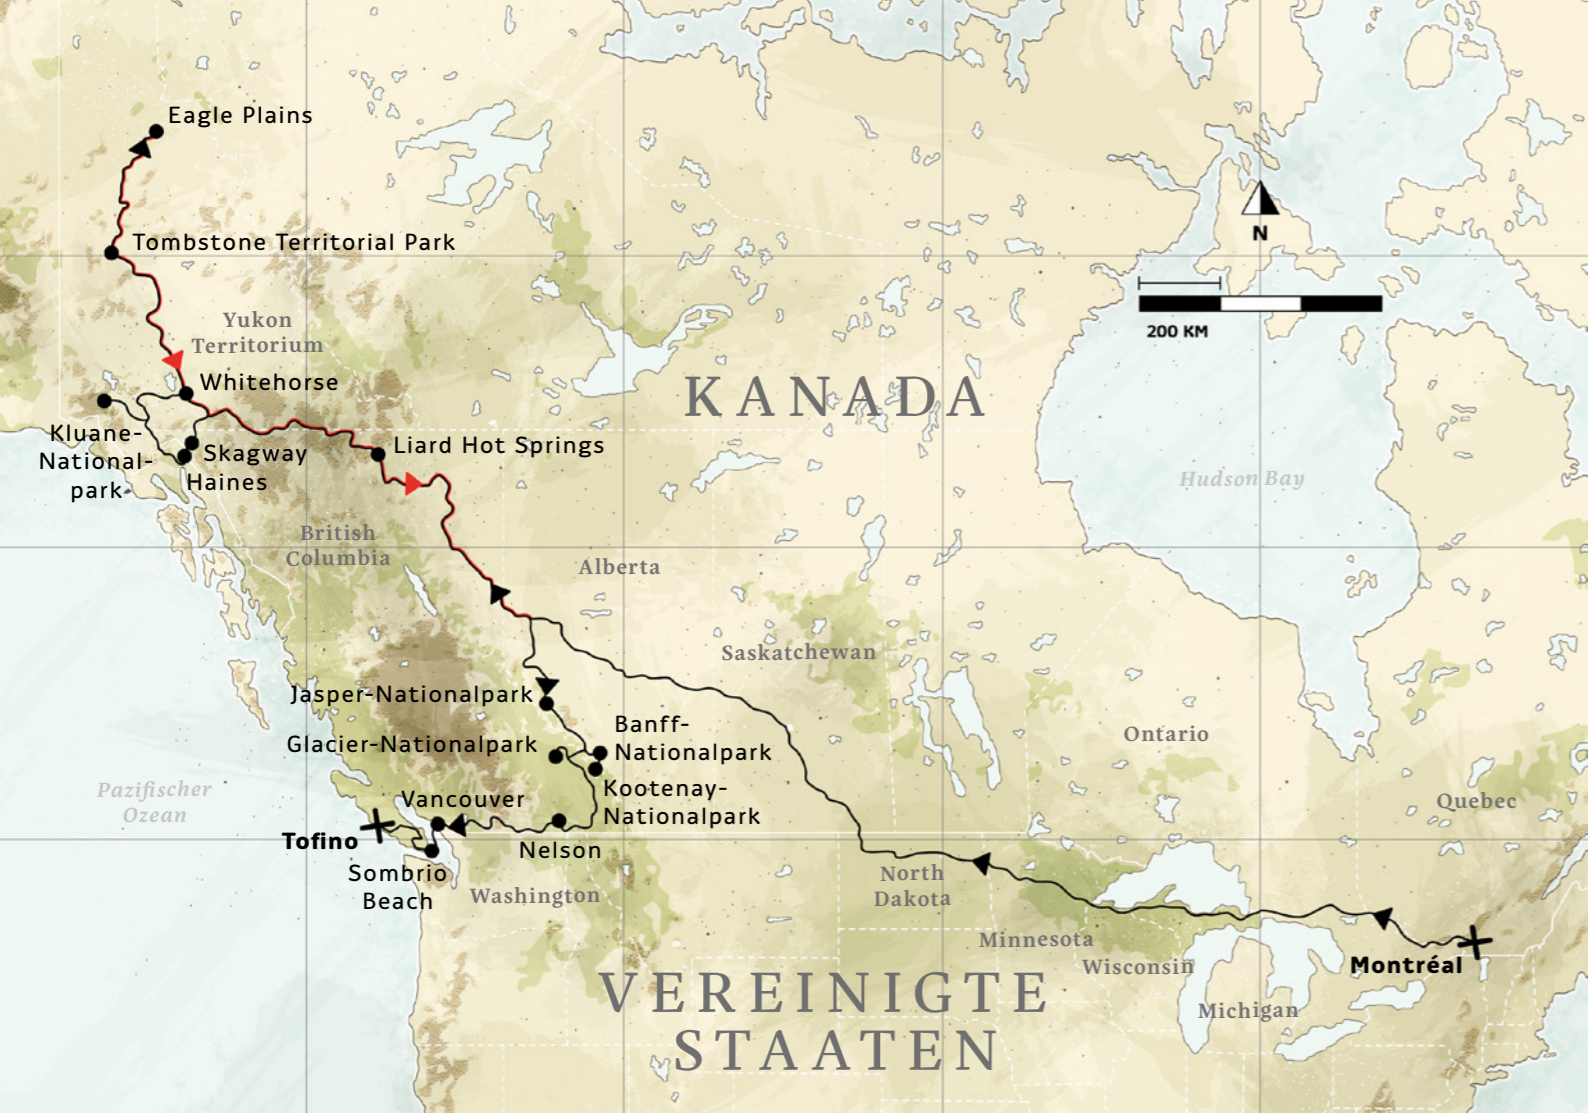 Eagle Plains
Tombstone Territorial Park
N
200 KM
Yukon
Territorium
Whitehorse
KANADA
Kluane-
National-
park
Skagway
Haines
Liard Hot Springs
Hudson Bay
British
Columbia
Alberta
Saskatchewan
Jasper-Nationalpark
Banff-
Nationalpark
Glacier-Nationalpark
Ontario
Kootenay-
Nationalpark
Pazifischer
Ozean
Vancouver
Quebec
Tofino
Nelson
Sombrio
Beach
Washington
North
Dakota
Minnesota
Wisconsin
Montréal
Michigan
VEREINIGTE
STAATEN